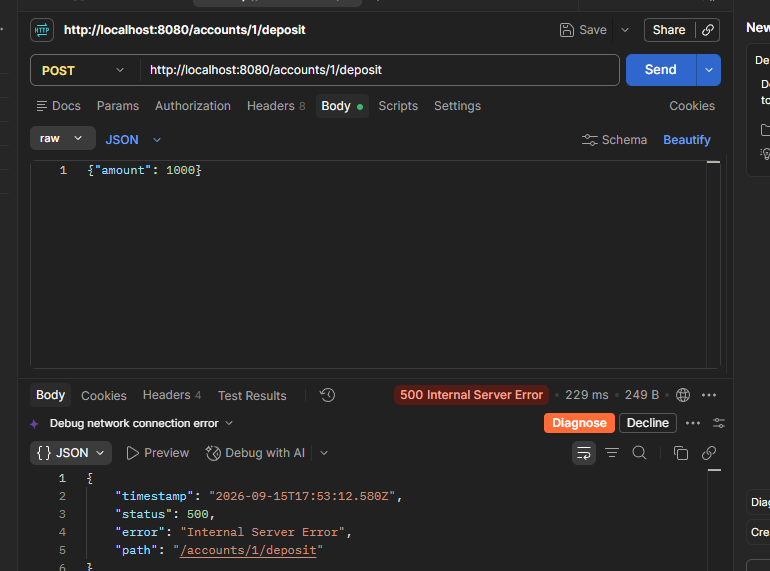 HTTP http://localhost:8080/accounts/1/deposit Save Share
New
POST http://localhost:8080/accounts/1/deposit Send
Docs Params Authorization Headers 8 Body Scripts Settings Cookies
raw JSON Schema Beautify
1 {"amount": 1000}
Body Cookies Headers 4 Test Results 500 Internal Server Error • 229 ms • 249 B
Debug network connection error Diagnose Decline
{ } JSON Preview Debug with AI
1 {
2 "timestamp": "2026-09-15T17:53:12.580Z",
3 "status": 500,
4 "error": "Internal Server Error",
5 "path": "/accounts/1/deposit"
6 }